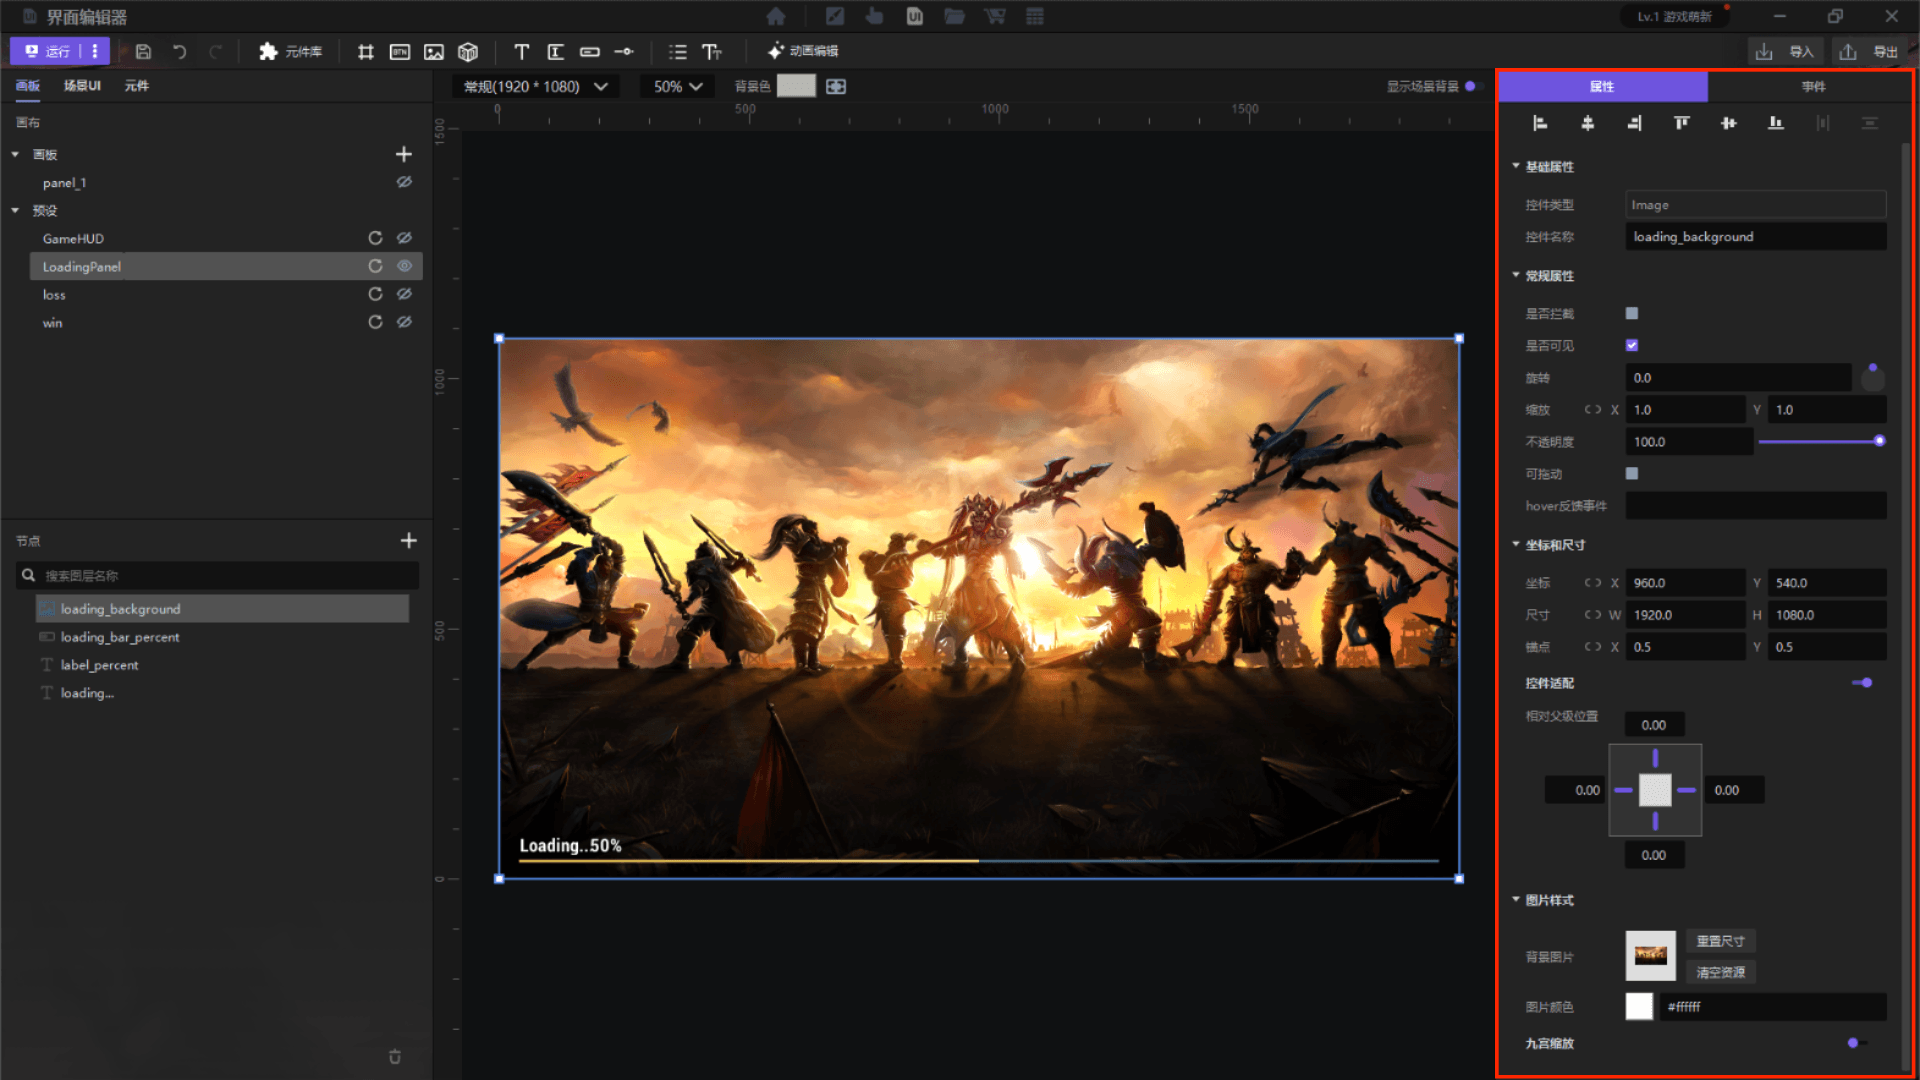 界面编辑器
Lv.1 游戏萌新
运行
元件库
BTN
动画编辑
导入
导出
画板
场景UI
元件
常规(1920 * 1080)
50%
背景色
显示场景背景
属性
事件
0
500
1000
1500
1500
1000
500
0
画布
画板
panel_1
预设
GameHUD
LoadingPanel
loss
win
节点
搜索图层名称
loading_background
loading_bar_percent
label_percent
loading...
Loading..50%
基础属性
控件类型
Image
控件名称
loading_background
常规属性
是否拦截
是否可见
旋转
0.0
缩放
X
1.0
Y
1.0
不透明度
100.0
可拖动
hover反馈事件
坐标和尺寸
坐标
X
960.0
Y
540.0
尺寸
W
1920.0
H
1080.0
锚点
X
0.5
Y
0.5
控件适配
相对父级位置
0.00
0.00
0.00
0.00
图片样式
背景图片
重置尺寸
清空资源
图片颜色
#ffffff
九宫缩放